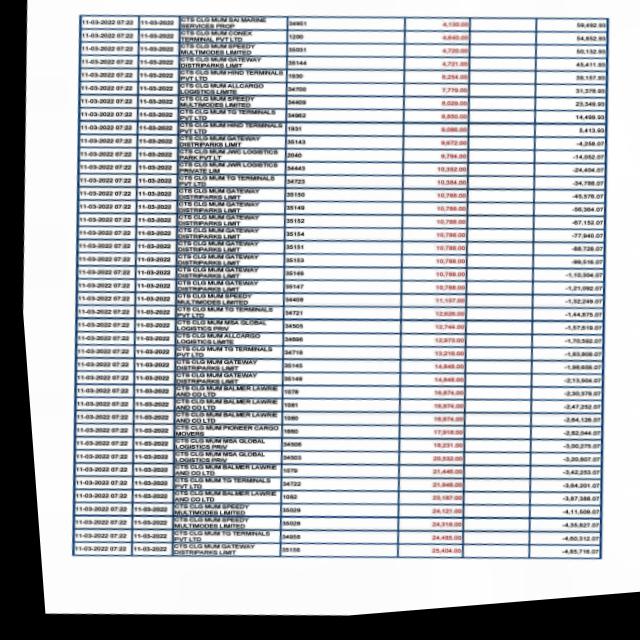 11-03-2022 07:22 11-03-2022 CTS CLG MUM SAI MARINE SERVICES PROP 34961 4,130.00 59,492.93
11-03-2022 07:22 11-03-2022 CTS CLG MUM CONEX TERMINAL PVT LTD 1200 4,640.00 54,852.93
11-03-2022 07:22 11-03-2022 CTS CLG MUM SPEEDY MULTIMODES LIMITED 35031 4,720.00 50,132.93
11-03-2022 07:22 11-03-2022 CTS CLG MUM GATEWAY DISTRIPARKS LIMIT 35144 4,721.00 45,411.93
11-03-2022 07:22 11-03-2022 CTS CLG MUM HIND TERMINALS PVT LTD 1930 6,254.00 39,157.93
11-03-2022 07:22 11-03-2022 CTS CLG MUM ALLCARGO LOGISTICS LIMITE 34700 7,779.00 31,378.93
11-03-2022 07:22 11-03-2022 CTS CLG MUM SPEEDY MULTIMODES LIMITED 34409 23,549.93
11-03-2022 07:22 11-03-2022 CTS CLG MUM TG TERMINALS PVT LTD 34962 14,499.93
11-03-2022 07:22 11-03-2022 CTS CLG MUM HIND TERMINALS PVT LTD 1931 5,413.93
11-03-2022 07:22 11-03-2022 CTS CLG MUM GATEWAY DISTRIPARKS LIMIT 35143 9,672.00 -4,258.07
11-03-2022 07:22 11-03-2022 CTS CLG MUM JWC LOGISTICS PARK PVT LT 2040 9,794.00 -14,052.07
11-03-2022 07:22 11-03-2022 CTS CLG MUM JWR LOGISTICS PRIVATE LIM 34443 10,352.00 -24,404.07
11-03-2022 07:22 11-03-2022 CTS CLG MUM TG TERMINALS PVT LTD 34723 10,384.00 -34,788.07
11-03-2022 07:22 11-03-2022 CTS CLG MUM GATEWAY DISTRIPARKS LIMIT 35150 10,788.00 -45,576.07
11-03-2022 07:22 11-03-2022 CTS CLG MUM GATEWAY DISTRIPARKS LIMIT 35149 10,788.00 -56,364.07
11-03-2022 07:22 11-03-2022 CTS CLG MUM GATEWAY DISTRIPARKS LIMIT 35152 10,788.00 -67,152.07
11-03-2022 07:22 11-03-2022 CTS CLG MUM GATEWAY DISTRIPARKS LIMIT 35154 10,788.00 -77,940.07
11-03-2022 07:22 11-03-2022 CTS CLG MUM GATEWAY DISTRIPARKS LIMIT 35151 10,788.00 -88,728.07
11-03-2022 07:22 11-03-2022 CTS CLG MUM GATEWAY DISTRIPARKS LIMIT 35153 10,788.00 -99,516.07
11-03-2022 07:22 11-03-2022 CTS CLG MUM GATEWAY DISTRIPARKS LIMIT 10,788.00 -1,10,304.07
11-03-2022 07:22 11-03-2022 CTS CLG MUM GATEWAY DISTRIPARKS LIMIT 35147 10,788.00 -1,21,092.07
11-03-2022 07:22 11-03-2022 CTS CLG MUM SPEEDY MULTIMODES LIMITED 34408 11,157.00 -1,32,249.07
11-03-2022 07:22 11-03-2022 CTS CLG MUM TG TERMINALS PVT LTD 34721 12,626.00 -1,44,875.07
11-03-2022 07:22 11-03-2022 CTS CLG MUM MSA GLOBAL LOGISTICS PRIV 34505 12,744.00 -1,57,619.07
11-03-2022 07:22 11-03-2022 CTS CLG MUM ALLCARGO LOGISTICS LIMITE 12,973.00 -1,70,592.07
11-03-2022 07:22 11-03-2022 CTS CLG MUM TG TERMINALS PVT LTD 34718 13,216.00 -1,83,808.07
11-03-2022 07:22 11-03-2022 CTS CLG MUM GATEWAY DISTRIPARKS LIMIT 35145 14,848.00 -1,98,656.07
11-03-2022 07:22 11-03-2022 CTS CLG MUM GATEWAY DISTRIPARKS LIMIT 14,848.00 -2,13,504.07
11-03-2022 07:22 11-03-2022 CTS CLG MUM BALMER LAWRIE AND CO LTD 1078 16,874.00 -2,30,378.07
11-03-2022 07:22 11-03-2022 CTS CLG MUM BALMER LAWRIE AND CO LTD 1081 16,874.00 -2,47,252.07
11-03-2022 07:22 11-03-2022 CTS CLG MUM BALMER LAWRIE AND CO LTD 1080 16,874.00 -2,64,126.07
11-03-2022 07:22 11-03-2022 CTS CLG MUM PIONEER CARGO MOVERS 17,918.00 -2,82,044.07
11-03-2022 07:22 11-03-2022 CTS CLG MUM MSA GLOBAL LOGISTICS PRIV 34506 18,231.00 -3,00,275.07
11-03-2022 07:22 11-03-2022 CTS CLG MUM MSA GLOBAL LOGISTICS PRIV 34503 20,532.00 -3,20,807.07
11-03-2022 07:22 11-03-2022 CTS CLG MUM BALMER LAWRIE AND CO LTD 1079 21,446.00 -3,42,253.07
11-03-2022 07:22 11-03-2022 CTS CLG MUM TG TERMINALS PVT LTD 34722 21,948.00 -3,64,201.07
11-03-2022 07:22 11-03-2022 CTS CLG MUM BALMER LAWRIE AND CO LTD 1082 23,187.00 -3,87,388.07
11-03-2022 07:22 11-03-2022 CTS CLG MUM SPEEDY MULTIMODES LIMITED 35029 24,121.00 -4,11,509.07
11-03-2022 07:22 11-03-2022 CTS CLG MUM SPEEDY MULTIMODES LIMITED 35028 24,318.00 -4,35,827.07
11-03-2022 07:22 11-03-2022 CTS CLG MUM TG TERMINALS PVT LTD 34958 24,485.00 -4,60,312.07
11-03-2022 07:22 11-03-2022 CTS CLG MUM GATEWAY DISTRIPARKS LIMIT 35156 25,404.00 -4,85,716.07